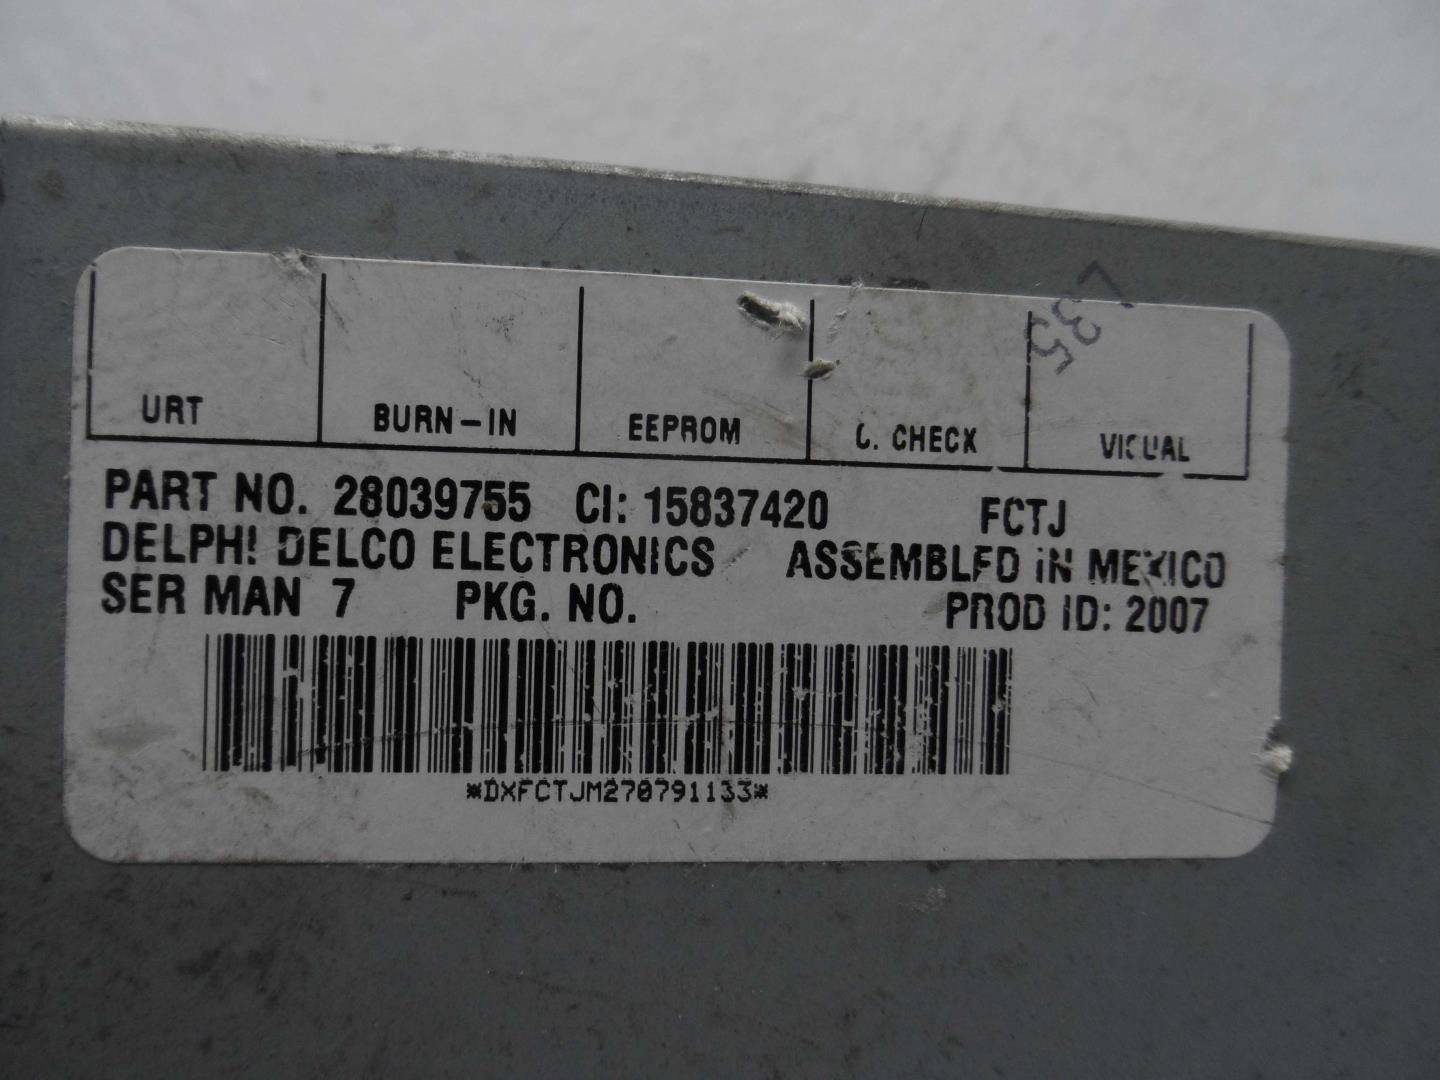 L35
URT BURN-IN EEPROM C. CHECK VISUAL
PART NO. 28039755 CI: 15837420 FCTJ
DELPHI DELCO ELECTRONICS ASSEMBLED IN MEXICO
SER MAN 7 PKG. NO. PROD ID: 2007
*DXFCTJM270791133*